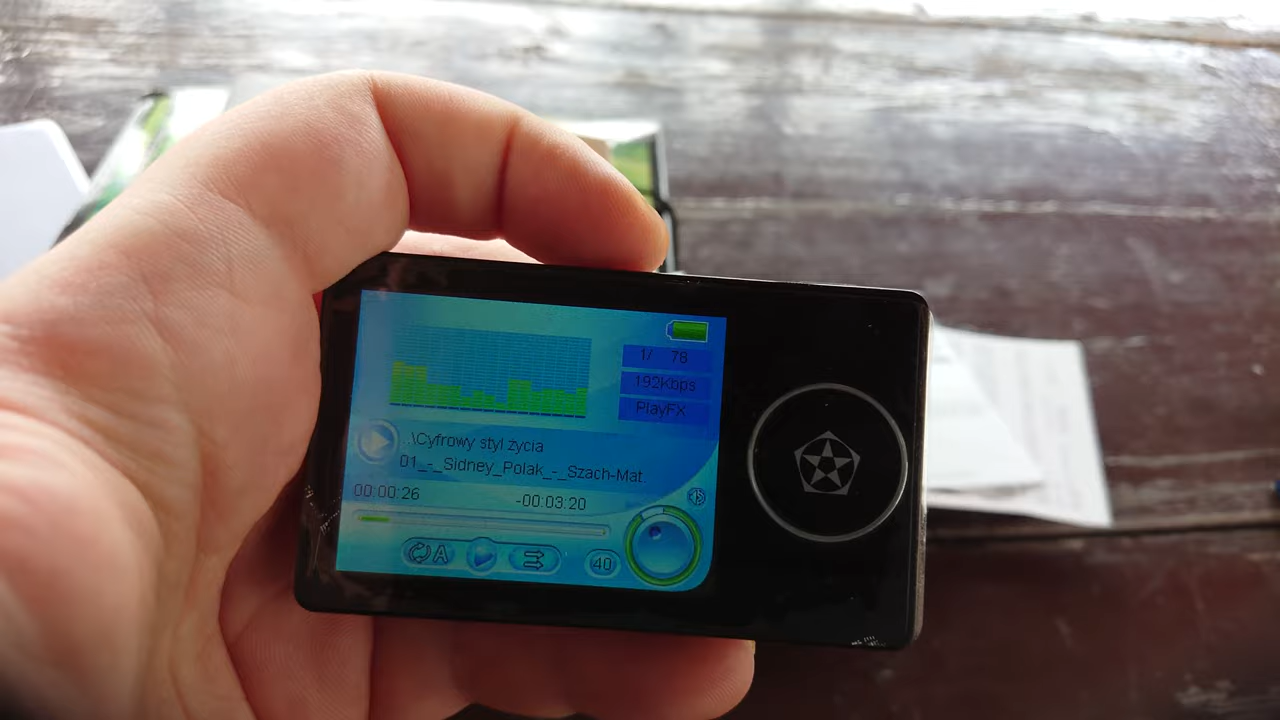 1/ 76
192Kbps
PlayFX
..\Cyfrowy styl życia
01_-_Sidney_Polak_-_Szach-Mat
00:00:26 -00:03:20
A 40